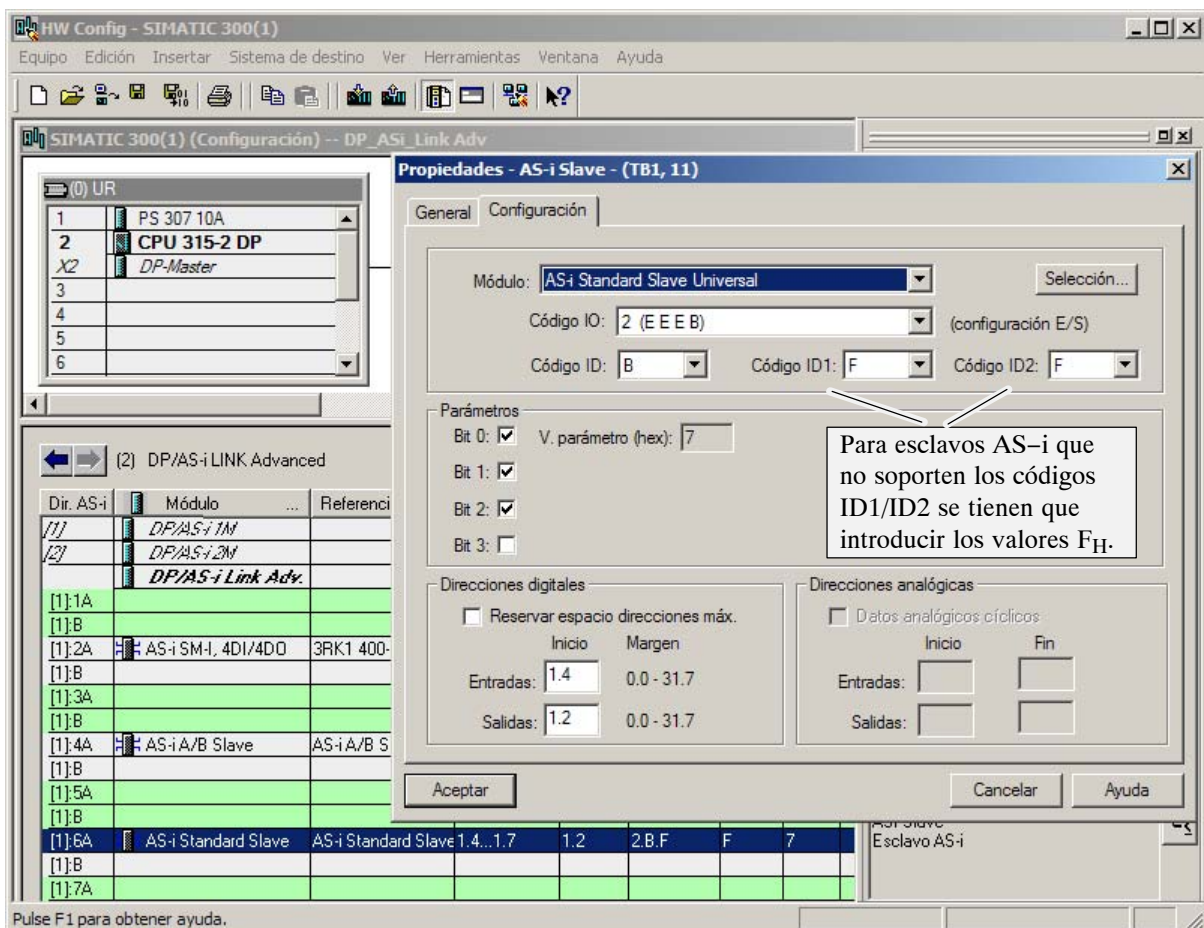 HW Config - SIMATIC 300(1)
Equipo Edición Insertar Sistema de destino Ver Herramientas Ventana Ayuda
SIMATIC 300(1) (Configuración) -- DP_ASi_Link Adv
(0) UR
1 PS 307 10A
2 CPU 315-2 DP
X2 DP-Master
3
4
5
6
Propiedades - AS-i Slave - (TB1, 11)
General Configuración
Módulo: AS-i Standard Slave Universal Selección...
Código IO: 2 (E E E B) (configuración E/S)
Código ID: B Código ID1: F Código ID2: F
Parámetros
Bit 0: V. parámetro (hex): 7
Bit 1:
Bit 2:
Bit 3:
Para esclavos AS–i que
no soporten los códigos
ID1/ID2 se tienen que
introducir los valores FH.
Direcciones digitales
Reservar espacio direcciones máx.
Inicio Margen
Entradas: 1.4 0.0 - 31.7
Salidas: 1.2 0.0 - 31.7
Direcciones analógicas
Datos analógicos cíclicos
Inicio Fin
Entradas:
Salidas:
Aceptar Cancelar Ayuda
(2) DP/AS-i LINK Advanced
Dir. AS-i Módulo ... Referenci
[1] DP/AS-i 1M
[2] DP/AS-i 2M
DP/AS-i Link Adv.
[1]:1A
[1]:B
[1]:2A AS-i SM-I, 4DI/4DO 3RK1 400-
[1]:B
[1]:3A
[1]:B
[1]:4A AS-i A/B Slave AS-i A/B S
[1]:B
[1]:5A
[1]:B
[1]:6A AS-i Standard Slave AS-i Standard Slave 1.4...1.7 1.2 2.B.F F 7
[1]:B
[1]:7A
Esclavo AS-i
Pulse F1 para obtener ayuda.